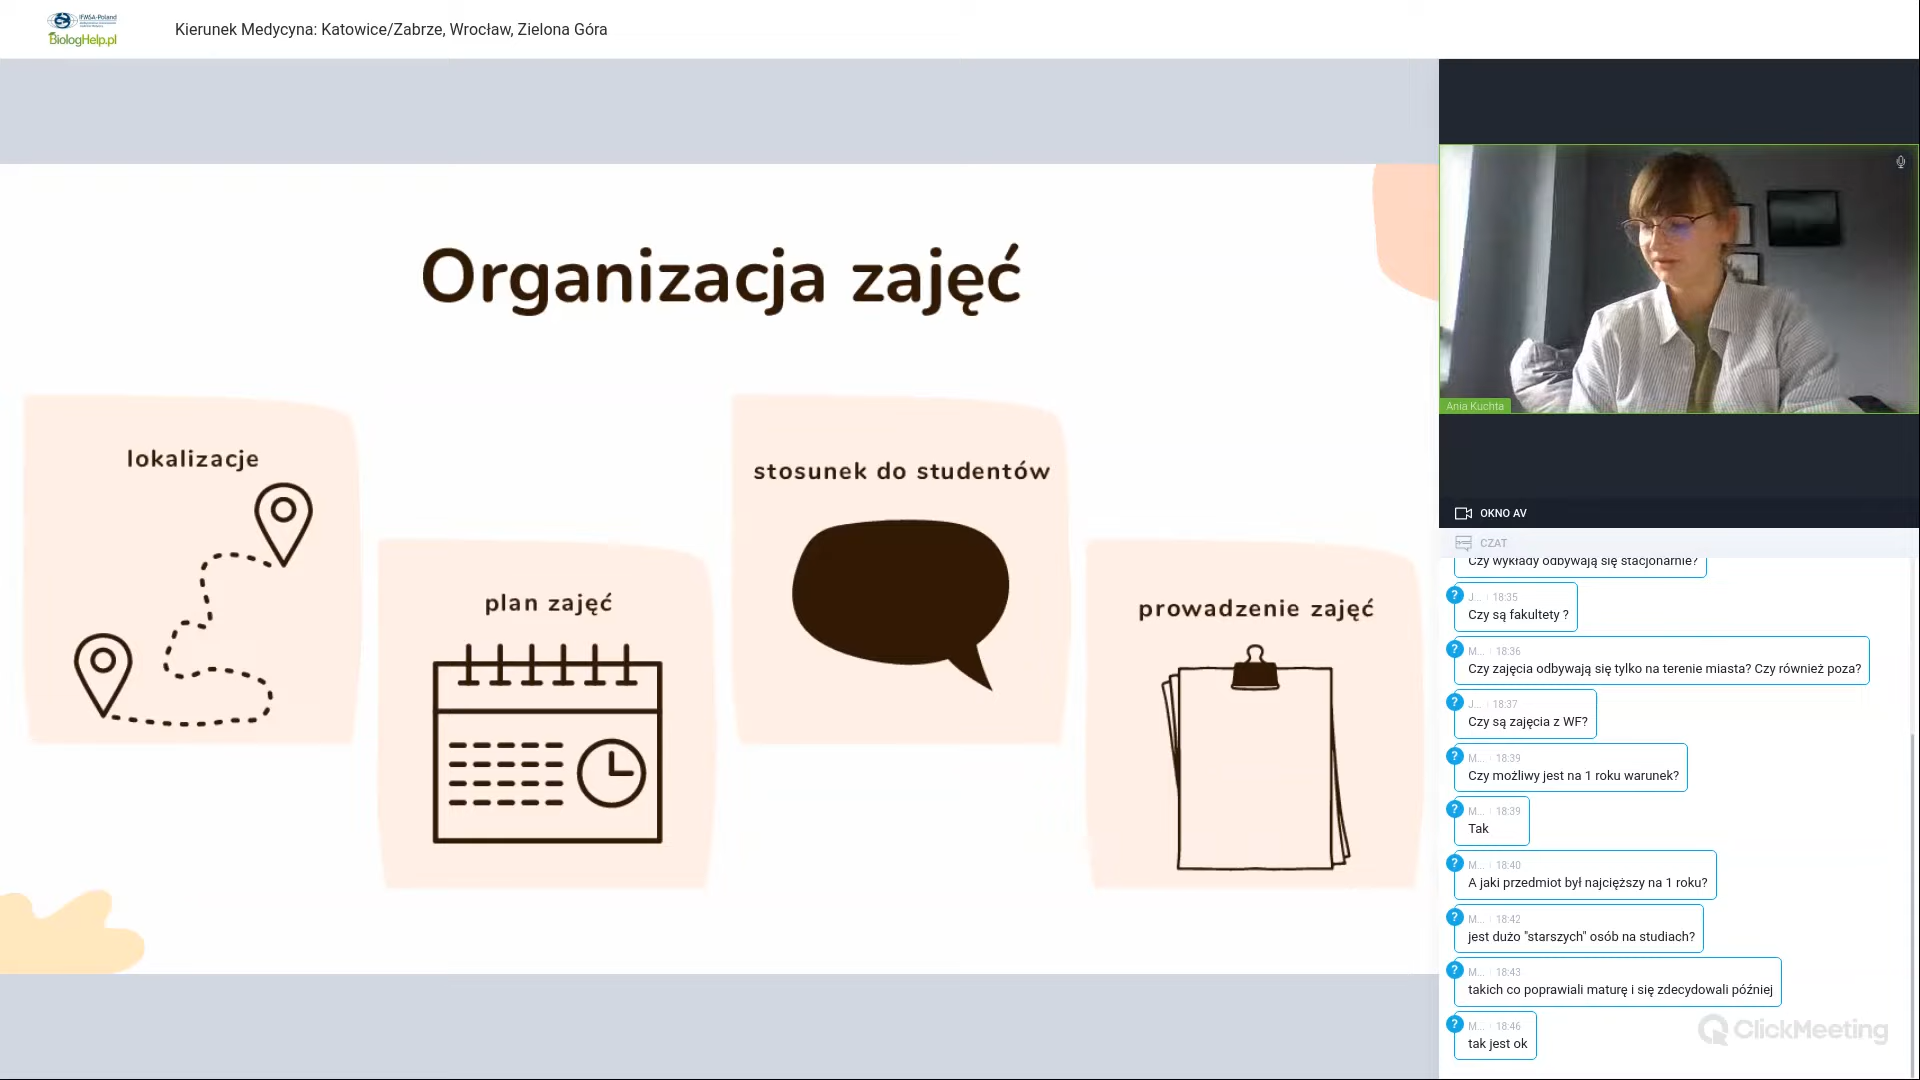 IFMSA-Poland
BiologHelp.pl
Kierunek Medycyna: Katowice/Zabrze, Wrocław, Zielona Góra
Organizacja zajęć
lokalizacje
plan zajęć
stosunek do studentów
prowadzenie zajęć
Ania Kuchta
OKNO AV
CZAT
Czy wykłady odbywają się stacjonarnie?
J... 18:35
Czy są fakultety ?
M... 18:36
Czy zajęcia odbywają się tylko na terenie miasta? Czy również poza?
J... 18:37
Czy są zajęcia z WF?
M... 18:39
Czy możliwy jest na 1 roku warunek?
M... 18:39
Tak
M... 18:40
A jaki przedmiot był najcięższy na 1 roku?
M... 18:42
jest dużo "starszych" osób na studiach?
M... 18:43
takich co poprawiali maturę i się zdecydowali później
M... 18:46
tak jest ok
ClickMeeting